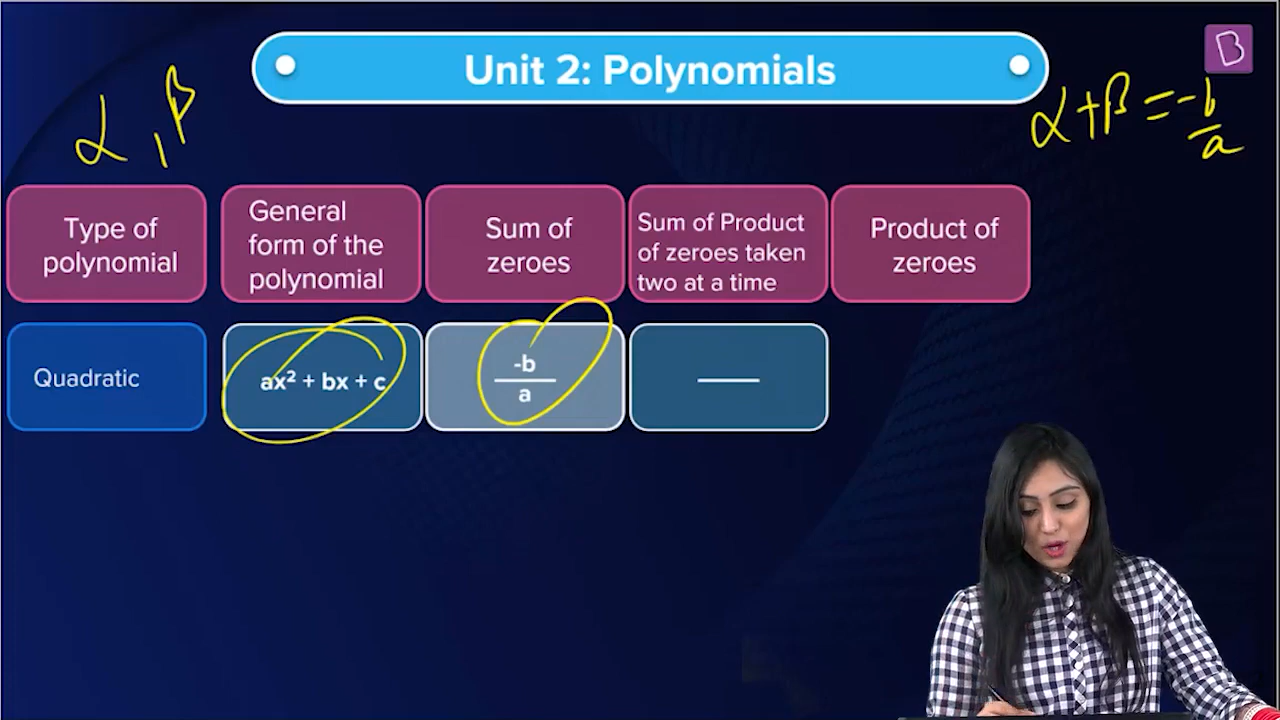 Unit 2: Polynomials
B
α, β
α + β = -b/a
Type of
polynomial
General
form of the
polynomial
Sum of
zeroes
Sum of Product
of zeroes taken
two at a time
Product of
zeroes
Quadratic
ax² + bx + c
-b
a